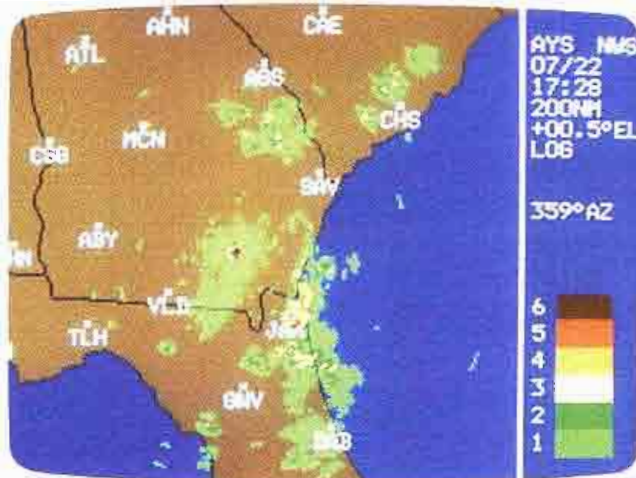 AHN
CAE
ATL
AGS
CHS
MCN
CSG
SAV
ABY
VLD
JAX
TLH
GNV
DAB
AYS NWS
07/22
17:28
200NM
+00.5°EL
LOG
359°AZ
6
5
4
3
2
1